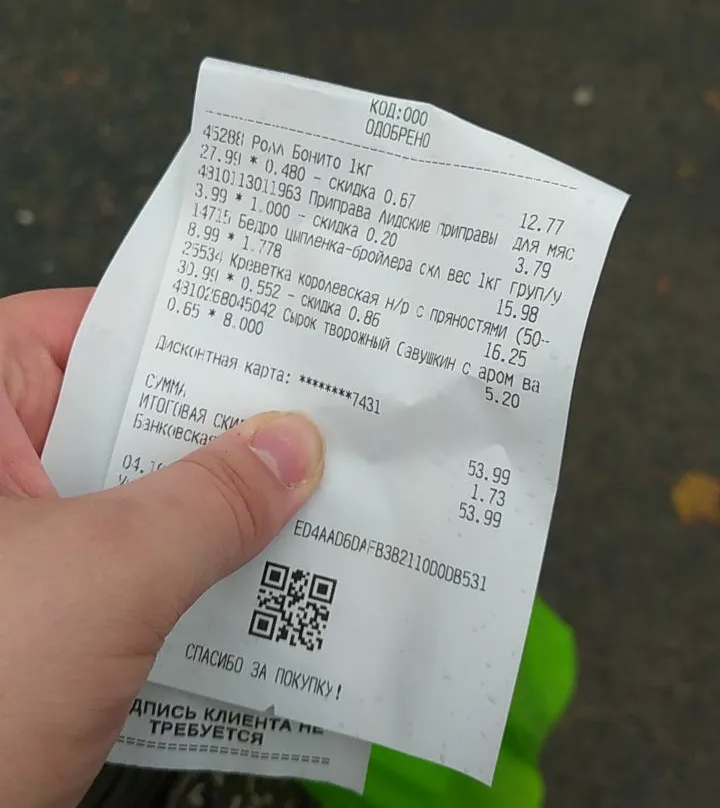 КОД:000
ОДОБРЕНО
45288 Ролл Бонито 1кг
27.99 * 0.480 - скидка 0.67
12.77
4810113011963 Приправа Лидские приправы для мяс
3.99 * 1.000 - скидка 0.20
3.79
14715 Бедро цыпленка-бройлера схл вес 1кг груп/у
8.99 * 1.778
15.98
25534 Креветка королевская н/р с пряностями (50--
30.99 * 0.552 - скидка 0.86
16.25
4810268045042 Сырок творожный Савушкин с аром ва
0.65 * 8.000
5.20
Дисконтная карта: ********7431
СУММА
53.99
ИТОГОВАЯ
1.73
Банковская
53.99
04.
ED4AAD6DAFB3B2110D0DB531
СПАСИБО ЗА ПОКУПКУ!
КЛИЕНТА НЕ
ТРЕБУЕТСЯ